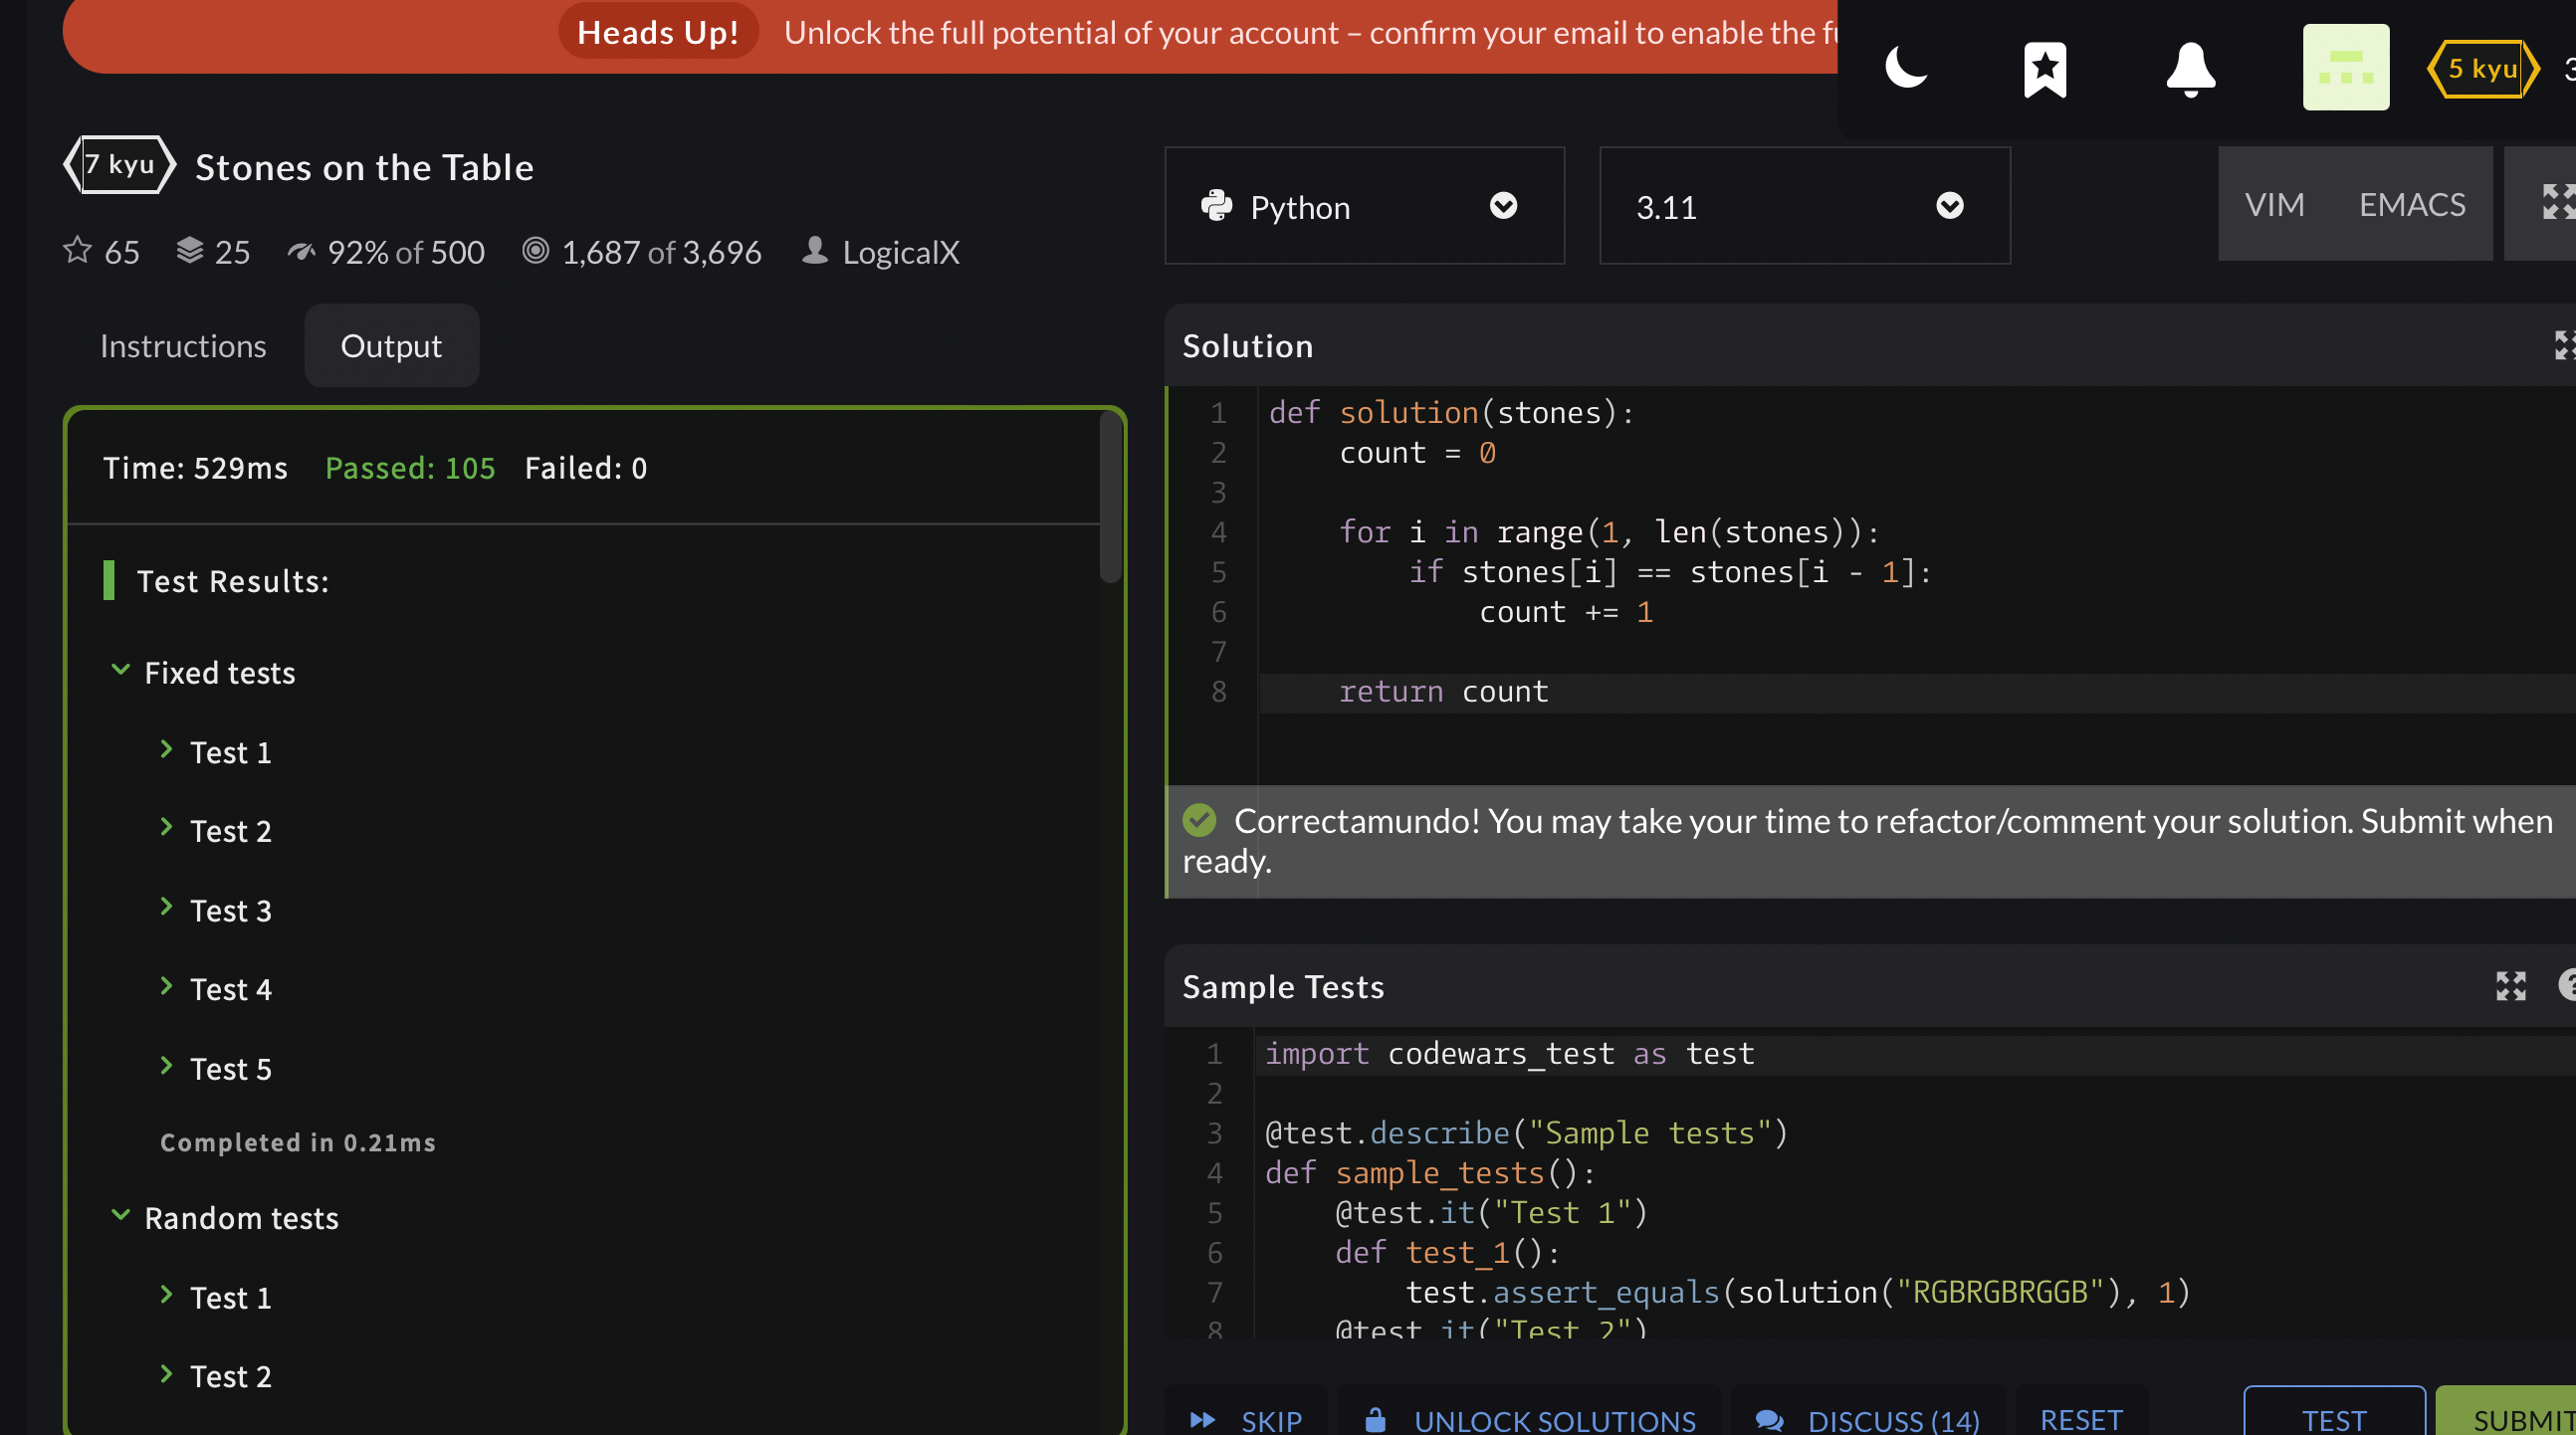 Heads Up! Unlock the full potential of your account – confirm your email to enable the
5 kyu
7 kyu Stones on the Table
65 25 92% of 500 1,687 of 3,696 LogicalX
Python 3.11 VIM EMACS
Instructions Output
Time: 529ms Passed: 105 Failed: 0
Test Results:
Fixed tests
Test 1
Test 2
Test 3
Test 4
Test 5
Completed in 0.21ms
Random tests
Test 1
Test 2
Solution
1 def solution(stones):
2     count = 0
3
4     for i in range(1, len(stones)):
5         if stones[i] == stones[i - 1]:
6             count += 1
7
8     return count
Correctamundo! You may take your time to refactor/comment your solution. Submit when
ready.
Sample Tests
1 import codewars_test as test
2
3 @test.describe("Sample tests")
4 def sample_tests():
5     @test.it("Test 1")
6     def test_1():
7         test.assert_equals(solution("RGBRGBRGGB"), 1)
8     @test.it("Test 2")
SKIP UNLOCK SOLUTIONS DISCUSS (14) RESET TEST SUBMIT